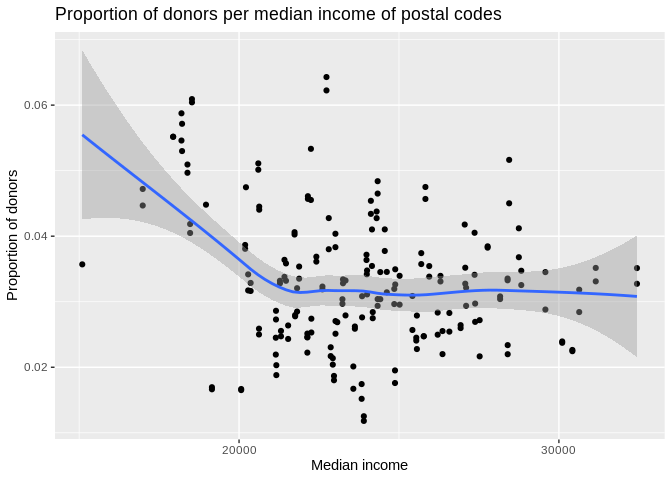 Proportion of donors per median income of postal codes
0.06
0.04
0.02
Proportion of donors
20000
30000
Median income